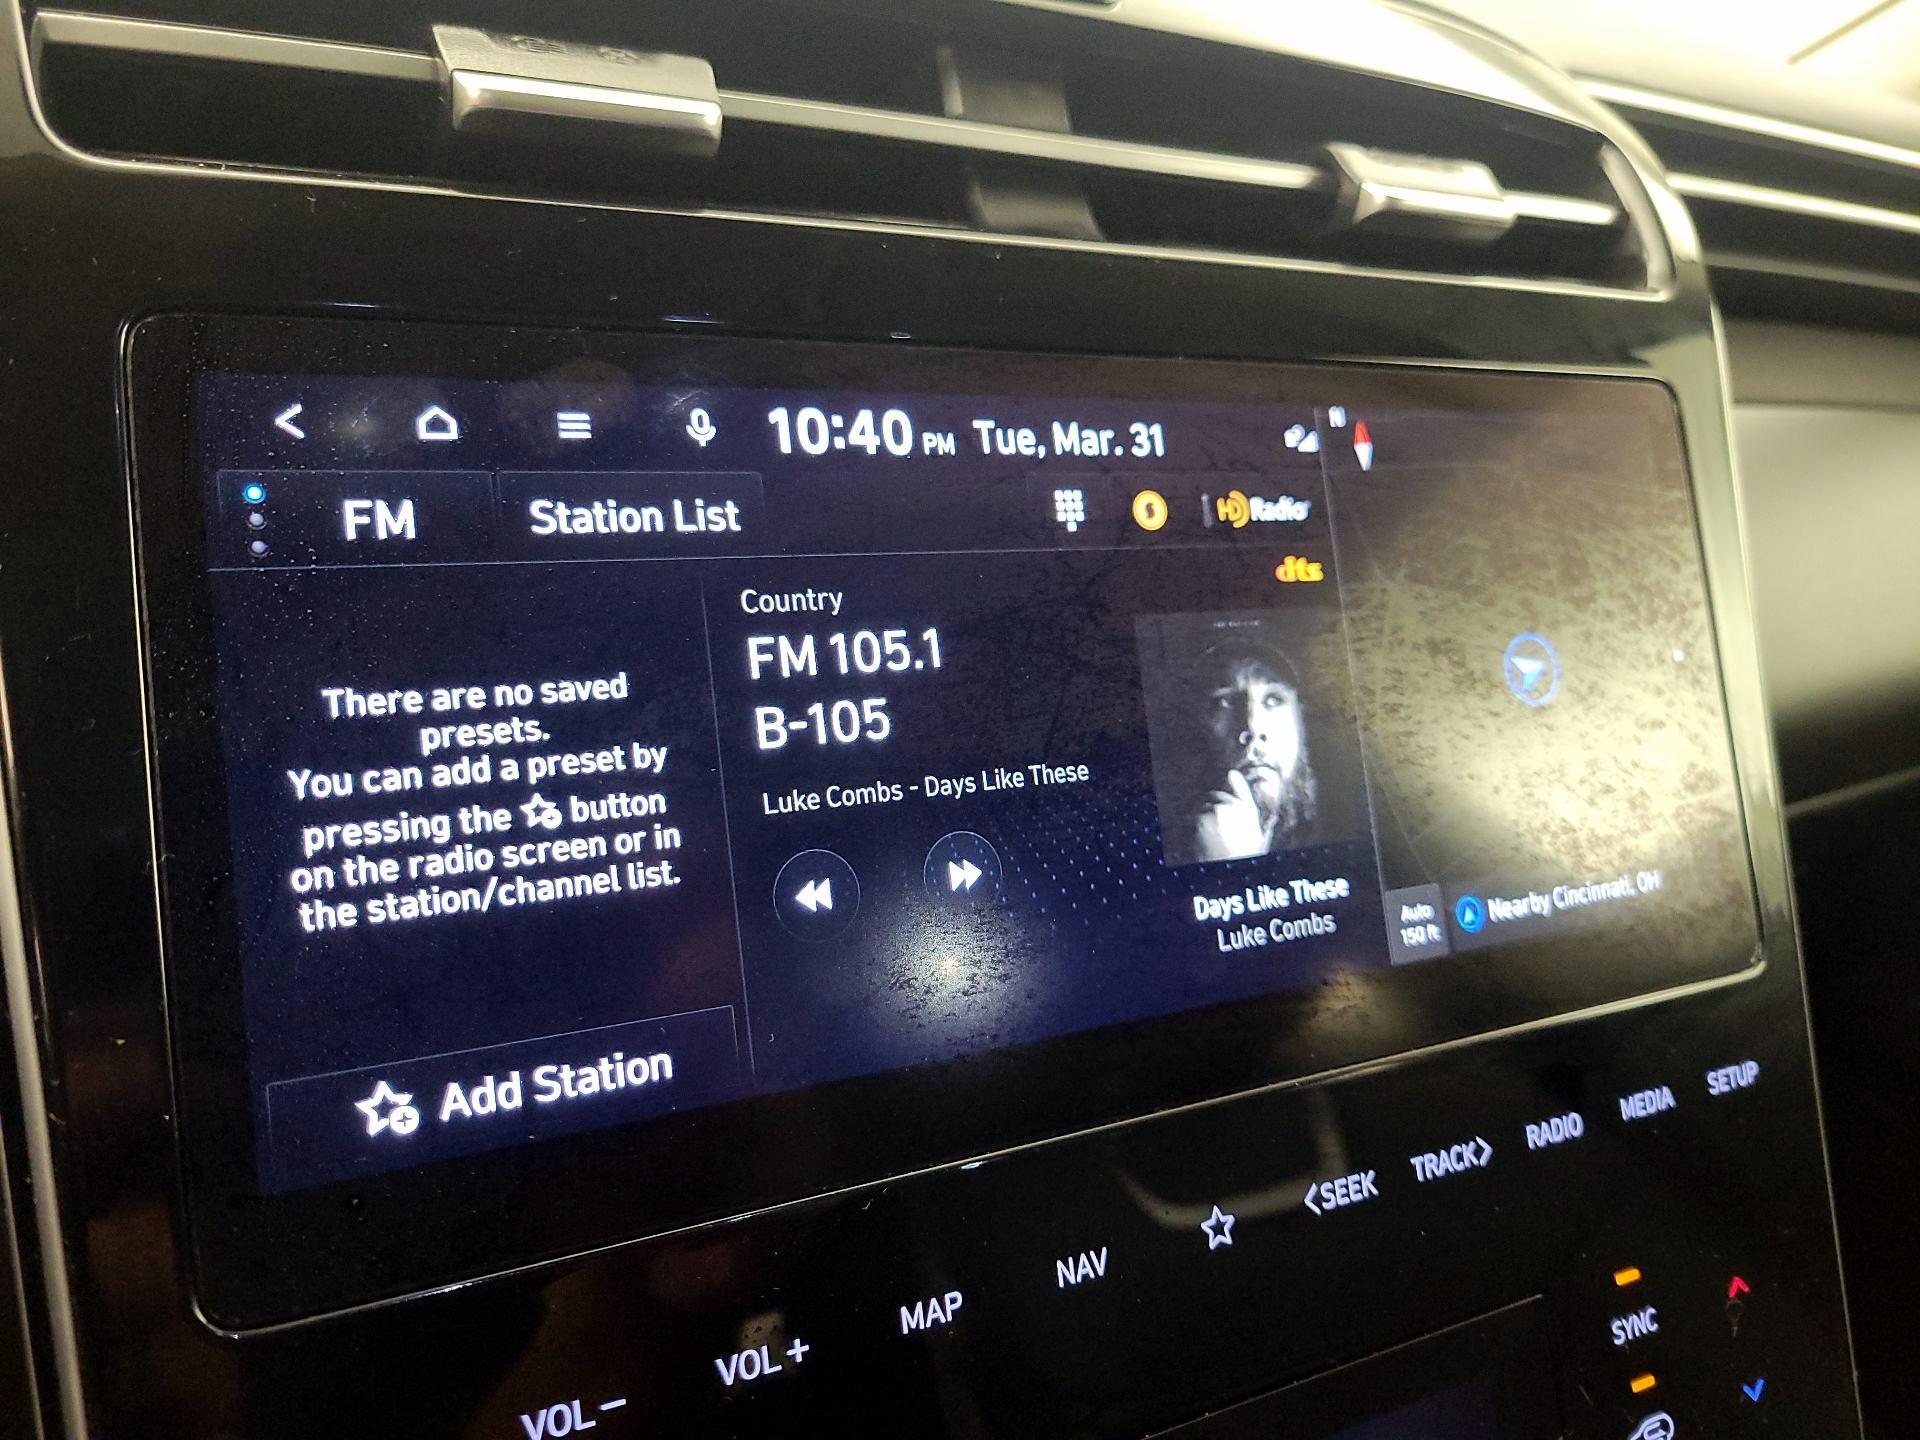 10:40 PM Tue, Mar. 31
N
FM
Station List
HD Radio
dts
There are no saved
presets.
You can add a preset by
pressing the button
on the radio screen or in
the station/channel list.
Add Station
Country
FM 105.1
B-105
Luke Combs - Days Like These
Days Like These
Luke Combs
Auto
150 ft
Nearby Cincinnati, OH
VOL -
VOL +
MAP
NAV
<SEEK
TRACK>
RADIO
MEDIA
SETUP
SYNC